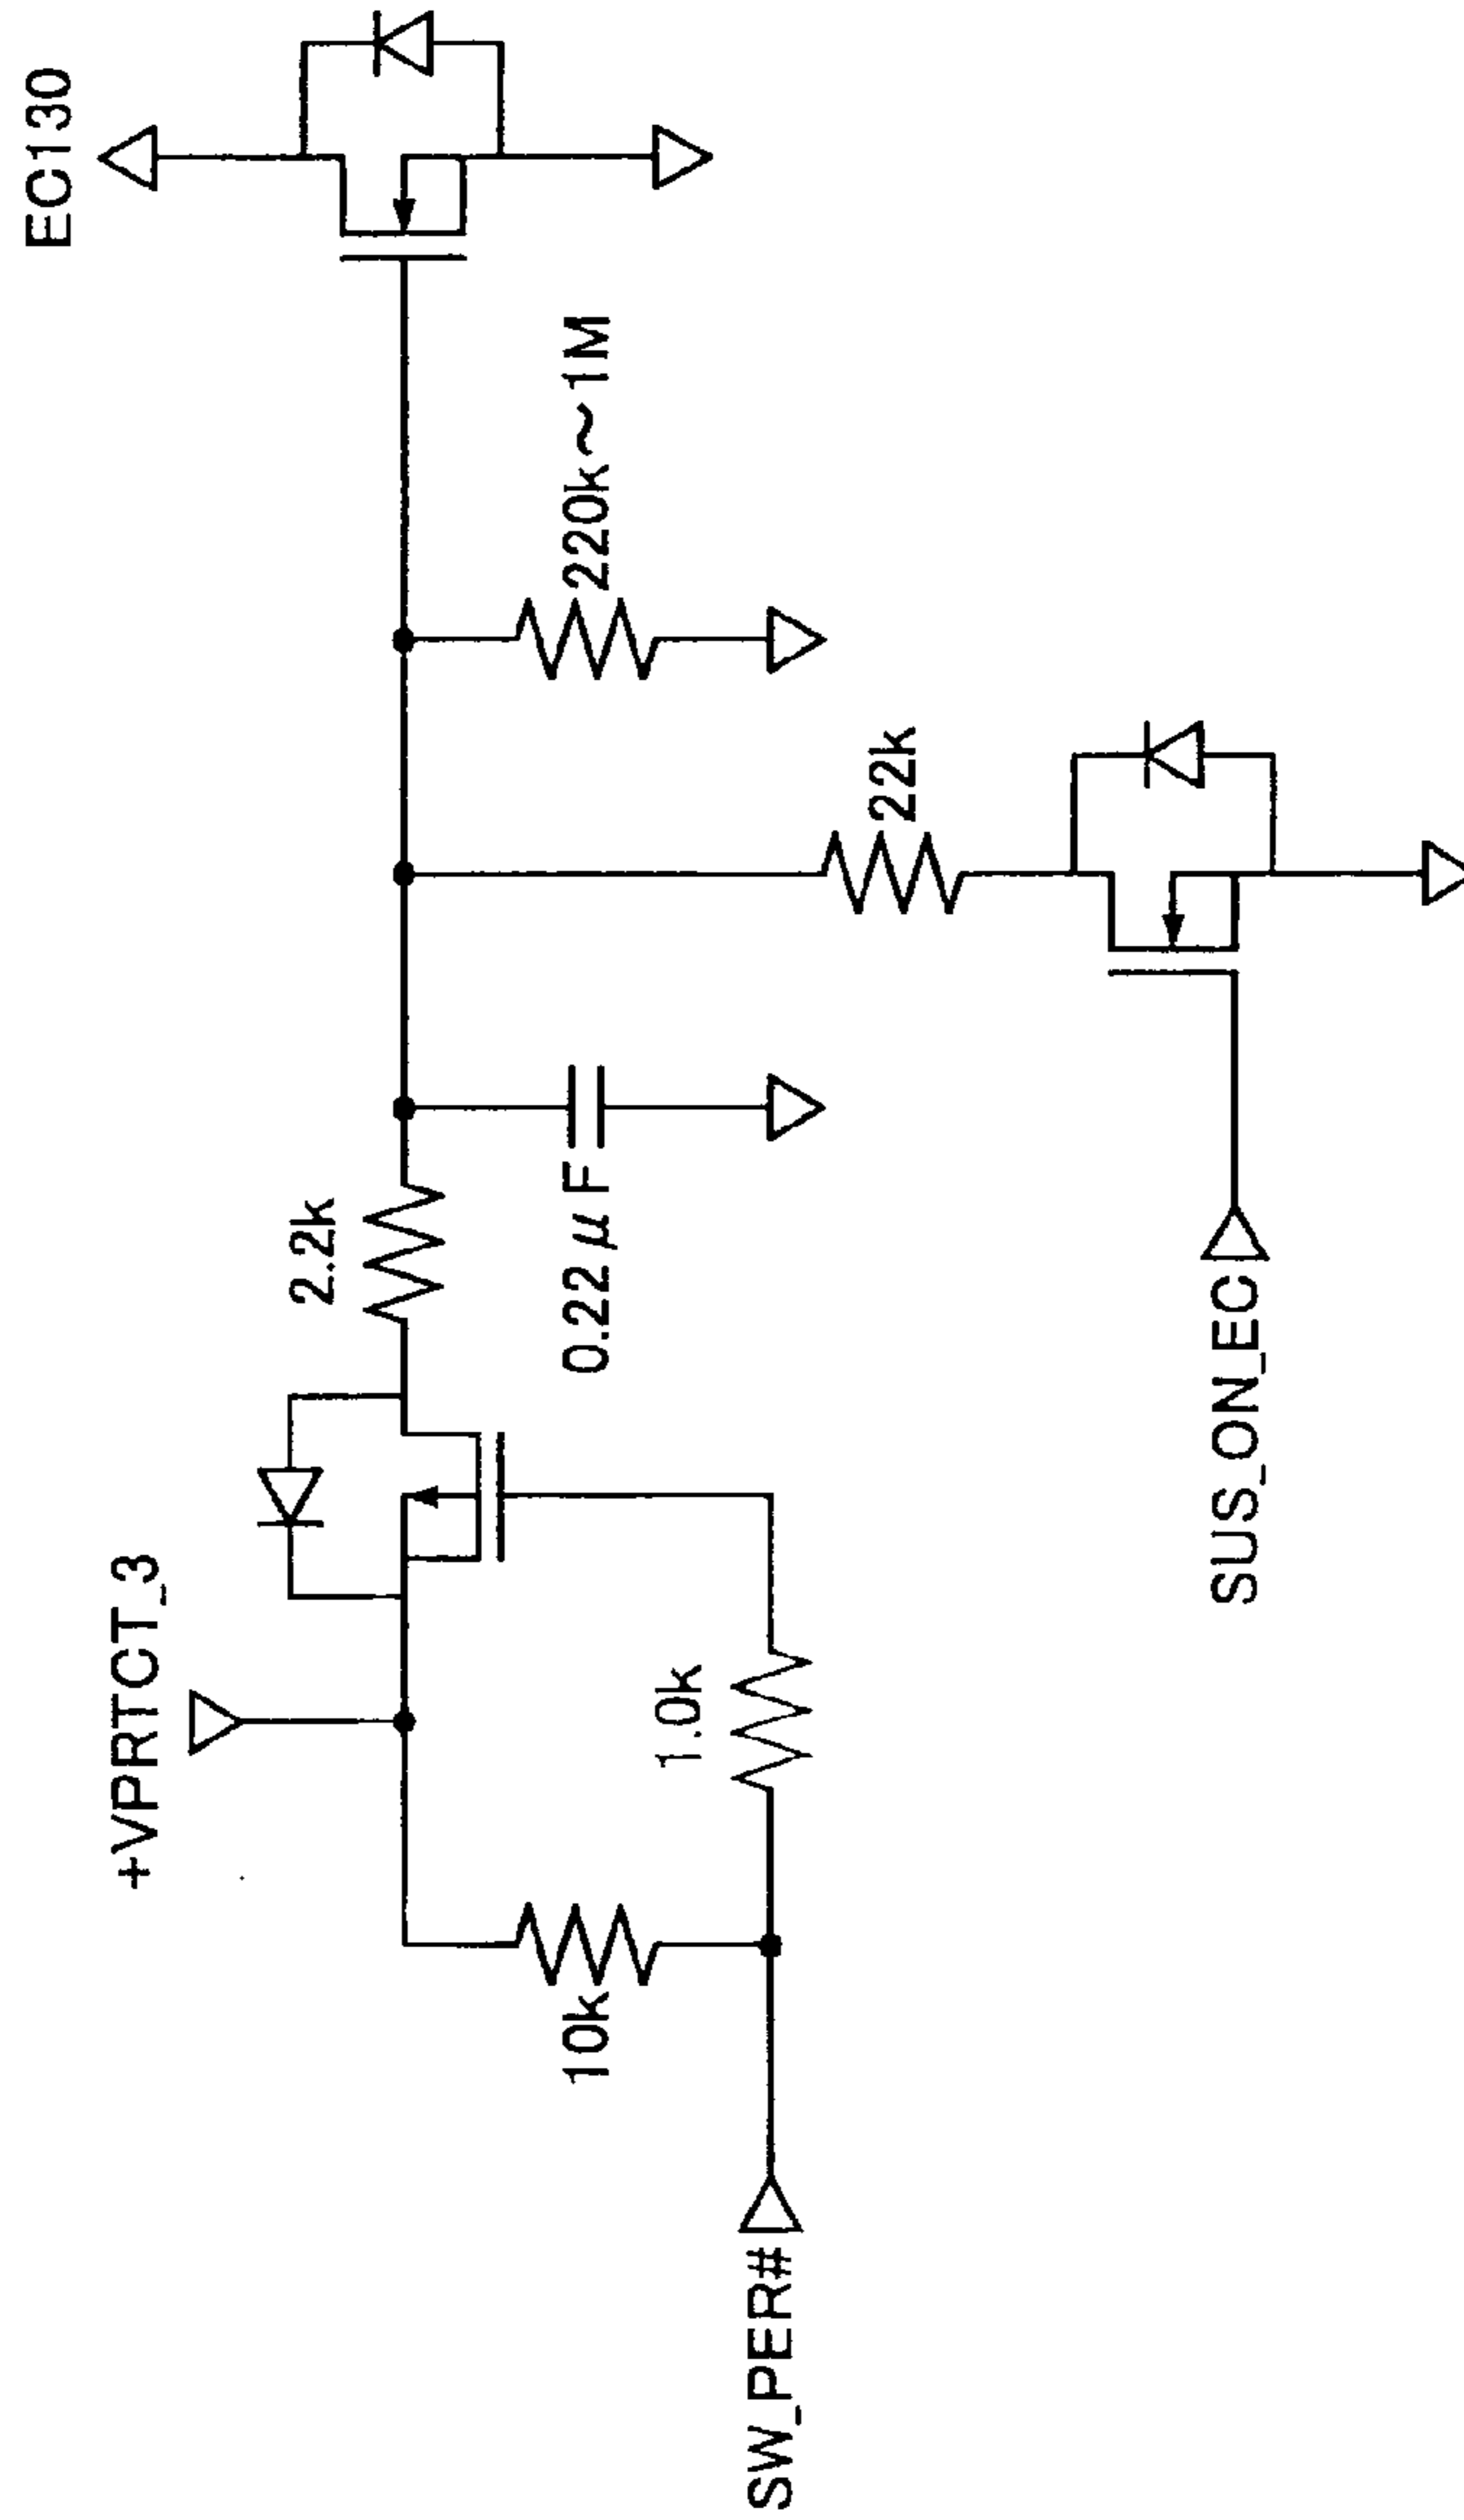 EC130
220k~1M
22k
2.2k
0.22μF
+VPRTCT_3
1.0k
SUS_ON_EC
10k
SW_PER#